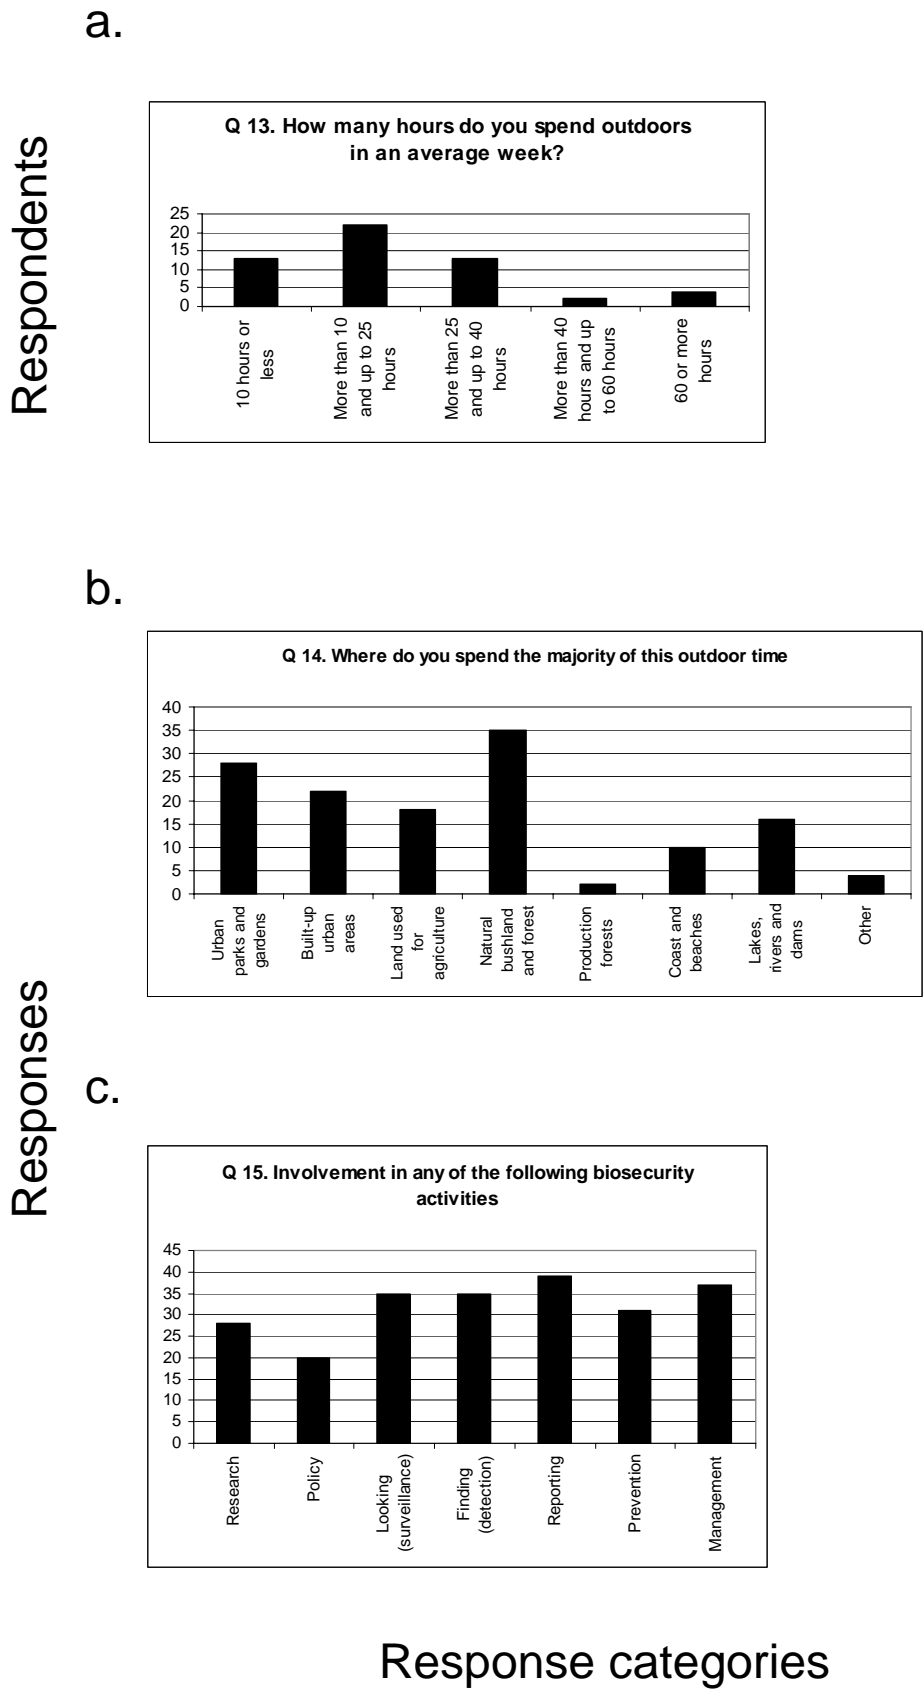 a.
Respondents
Q 13. How many hours do you spend outdoors
in an average week?
25
20
15
10
5
0
10 hours or
less
More than 10
and up to 25
hours
More than 25
and up to 40
hours
More than 40
hours and up
to 60 hours
60 or more
hours
b.
Q 14. Where do you spend the majority of this outdoor time
40
35
30
25
20
15
10
5
0
Urban
parks and
gardens
Built-up
urban
areas
Land used
for
agriculture
Natural
bushland
and forest
Production
forests
Coast and
beaches
Lakes,
rivers and
dams
Other
Responses
c.
Q 15. Involvement in any of the following biosecurity
activities
45
40
35
30
25
20
15
10
5
0
Research
Policy
Looking
(surveillance)
Finding
(detection)
Reporting
Prevention
Management
Response categories